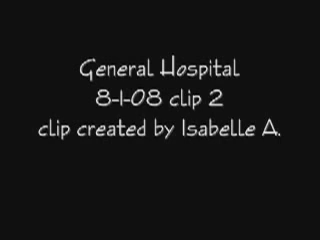 General Hospital
8-1-08 clip 2
clip created by Isabelle A.